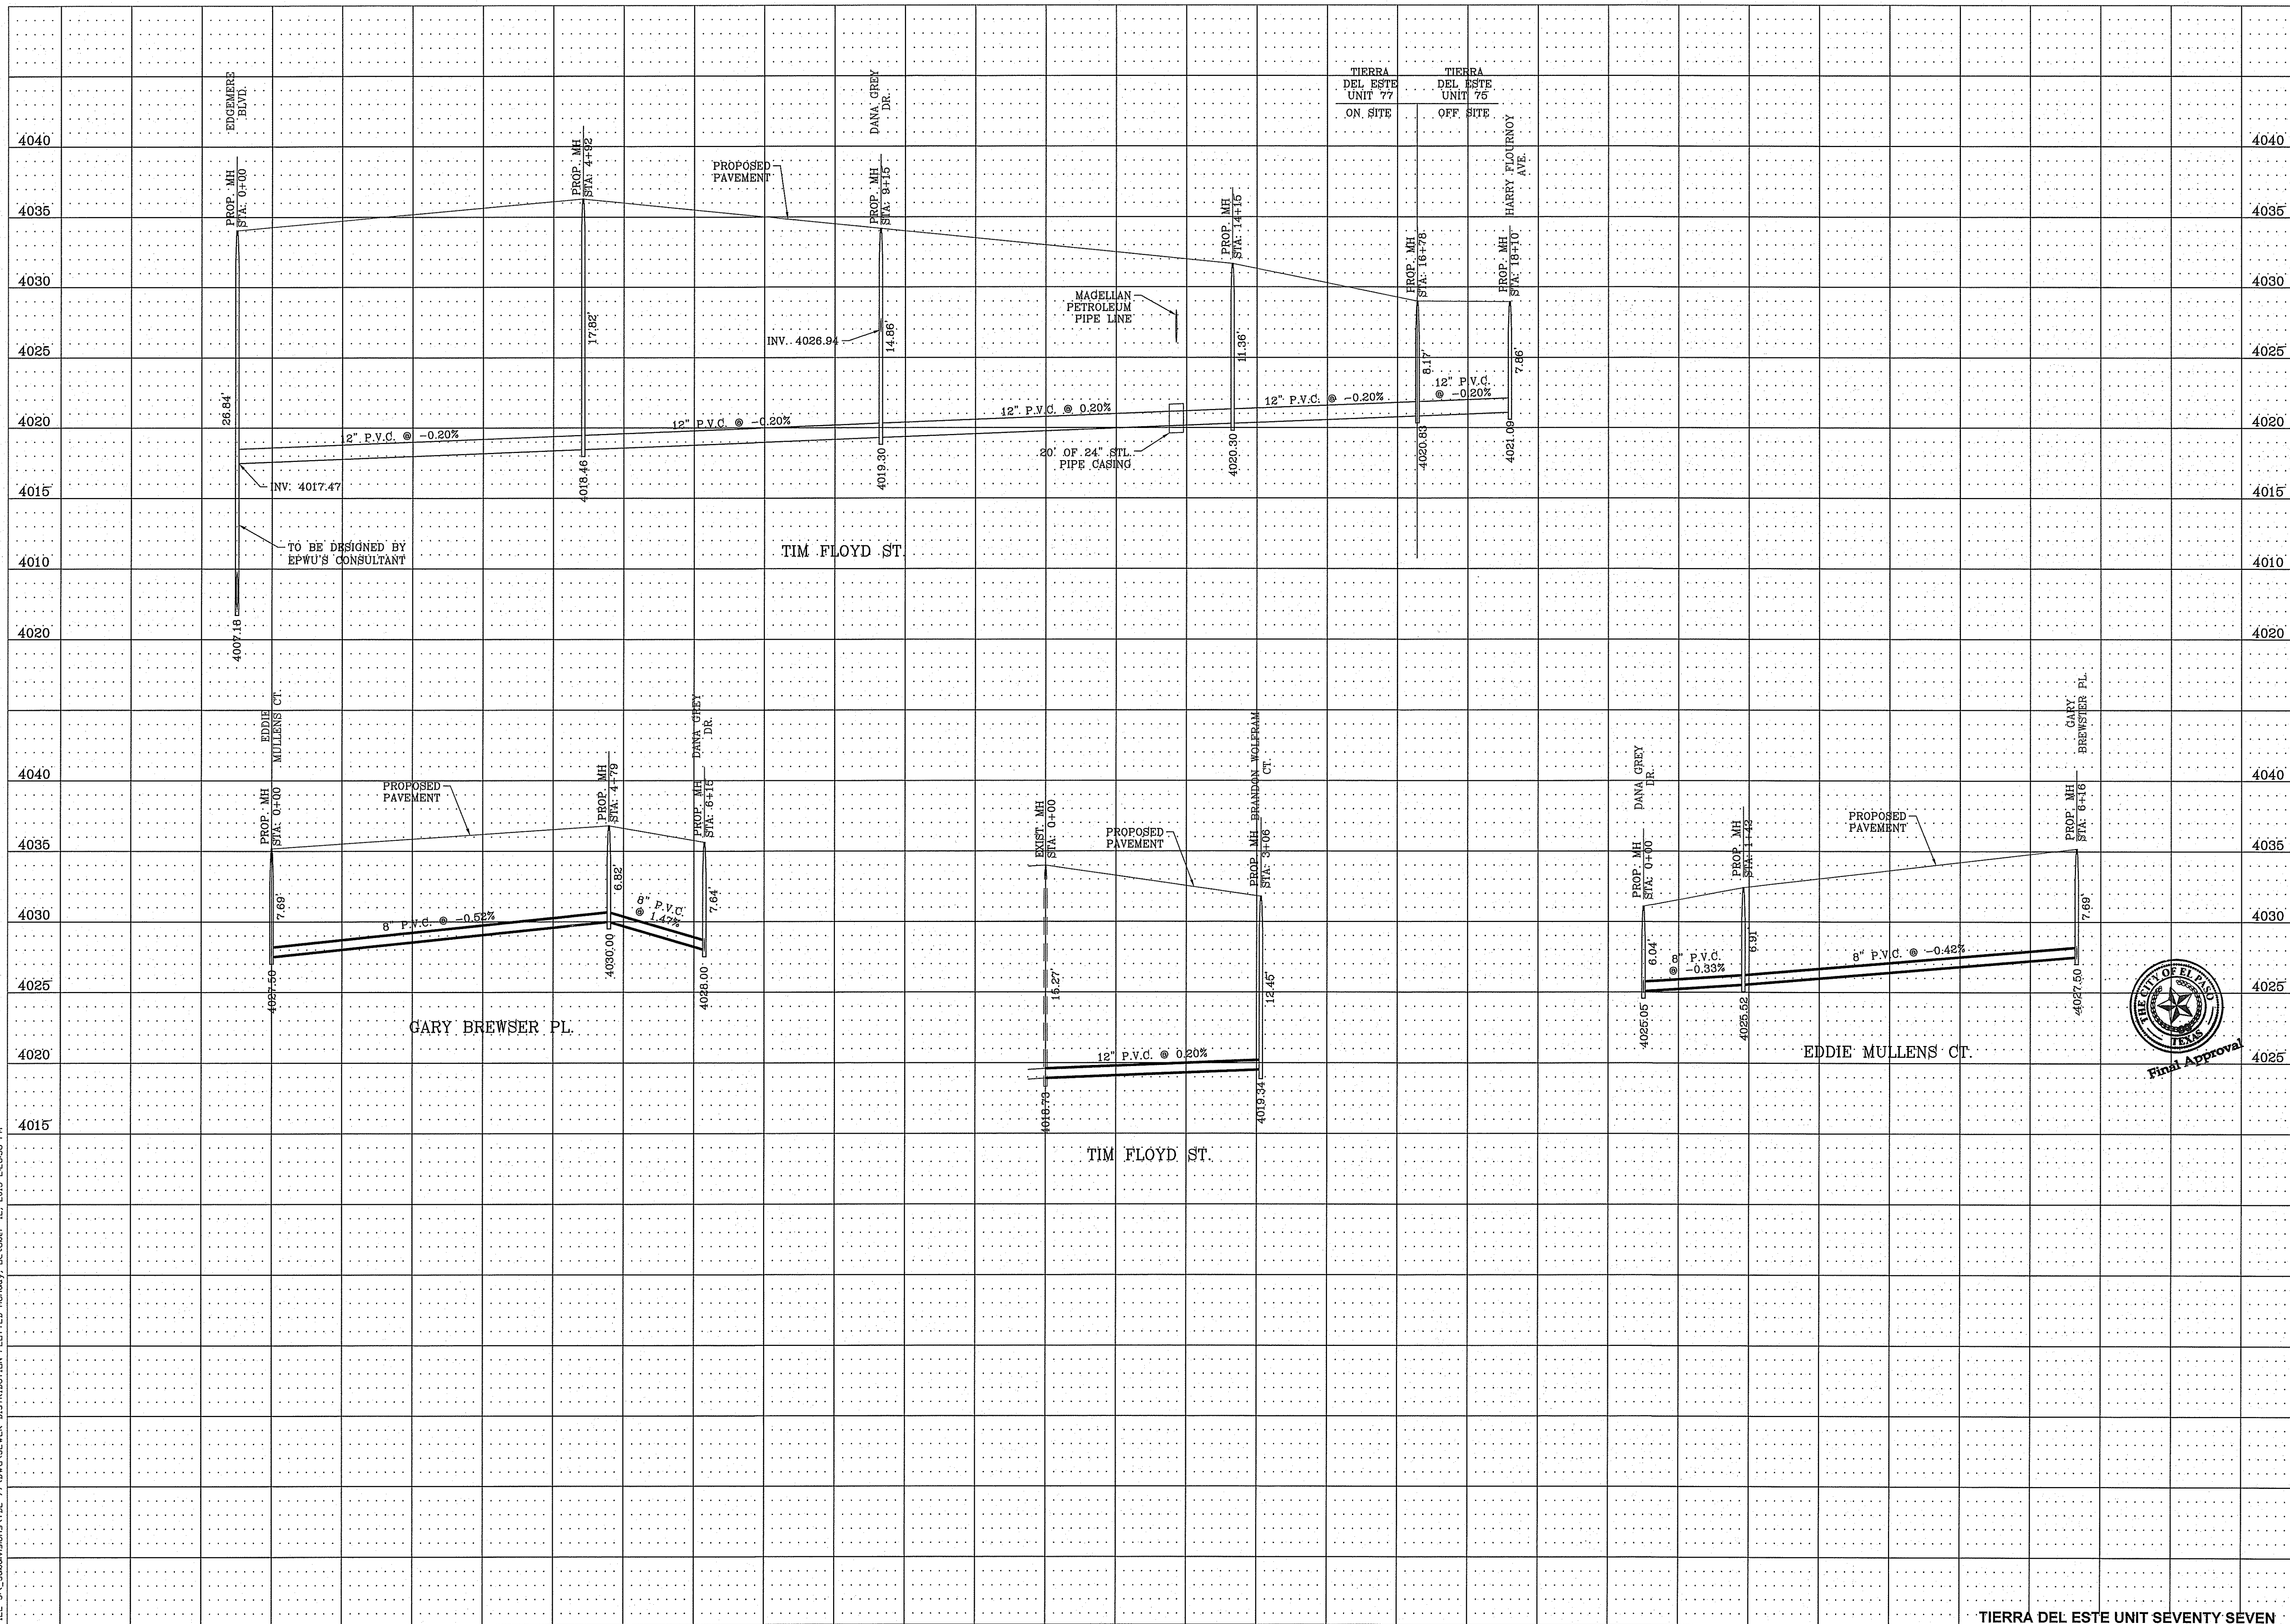 EDGEMERE
BLVD.
DANA GREY
DR.
TIERRA
DEL ESTE
UNIT 77
ON SITE
TIERRA
DEL ESTE
UNIT 75
OFF SITE
HARRY FLOURNOY
AVE.
4040
4040
PROP. MH
STA: 0+00
PROP. MH
STA: 4+92
PROPOSED
PAVEMENT
PROP. MH
STA: 9+15
PROP. MH
STA: 14+15
PROP. MH
STA: 16+78
PROP. MH
STA: 18+10
4035
4035
4030
4030
MAGELLAN
PETROLEUM
PIPE LINE
17.82'
INV. 4026.94
14.86'
11.36'
8.17'
7.86'
4025
4025
26.84'
12" P.V.C. @ -0.20%
12" P.V.C. @ -0.20%
12" P.V.C. @ 0.20%
12" P.V.C. @ -0.20%
12" P.V.C.
@ -0.20%
4020
4020
20' OF 24" STL.
PIPE CASING
INV: 4017.47
4018.46
4019.30
4020.30
4020.83
4021.09
4015
4015
TO BE DESIGNED BY
EPWU'S CONSULTANT
TIM FLOYD ST.
4010
4010
4007.18
4020
4020
EDDIE
MULLENS CT.
DANA GREY
DR.
BRANDON WOLFRAM
CT.
DANA GREY
DR.
GARY
BREWSTER PL.
4040
4040
PROP. MH
STA: 0+00
PROPOSED
PAVEMENT
PROP. MH
STA: 4+79
PROP. MH
STA: 6+15
EXIST. MH
STA: 0+00
PROPOSED
PAVEMENT
PROP. MH
STA: 3+06
PROP. MH
STA: 0+00
PROP. MH
STA: 1+42
PROPOSED
PAVEMENT
PROP. MH
STA: 6+16
4035
4035
4030
4030
7.69'
8" P.V.C. @ -0.52%
6.82'
8" P.V.C.
@ 1.47%
7.64'
15.27'
12.45'
6.04'
8" P.V.C.
@ -0.33%
6.91'
8" P.V.C. @ -0.42%
7.69'
4025
4025
4027.50
4030.00
4028.00
4025.05
4025.52
4027.50
GARY BREWSER PL.
THE CITY OF EL PASO
TEXAS
Final Approval
4020
4025
12" P.V.C. @ 0.20%
EDDIE MULLENS CT.
4018.73
4019.34
4015
TIM FLOYD ST.
TIERRA DEL ESTE UNIT SEVENTY SEVEN